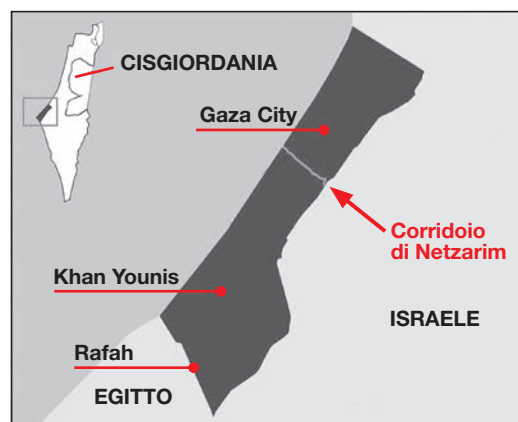 CISGIORDANIA
Gaza City
Corridoio
di Netzarim
Khan Younis
ISRAELE
Rafah
EGITTO